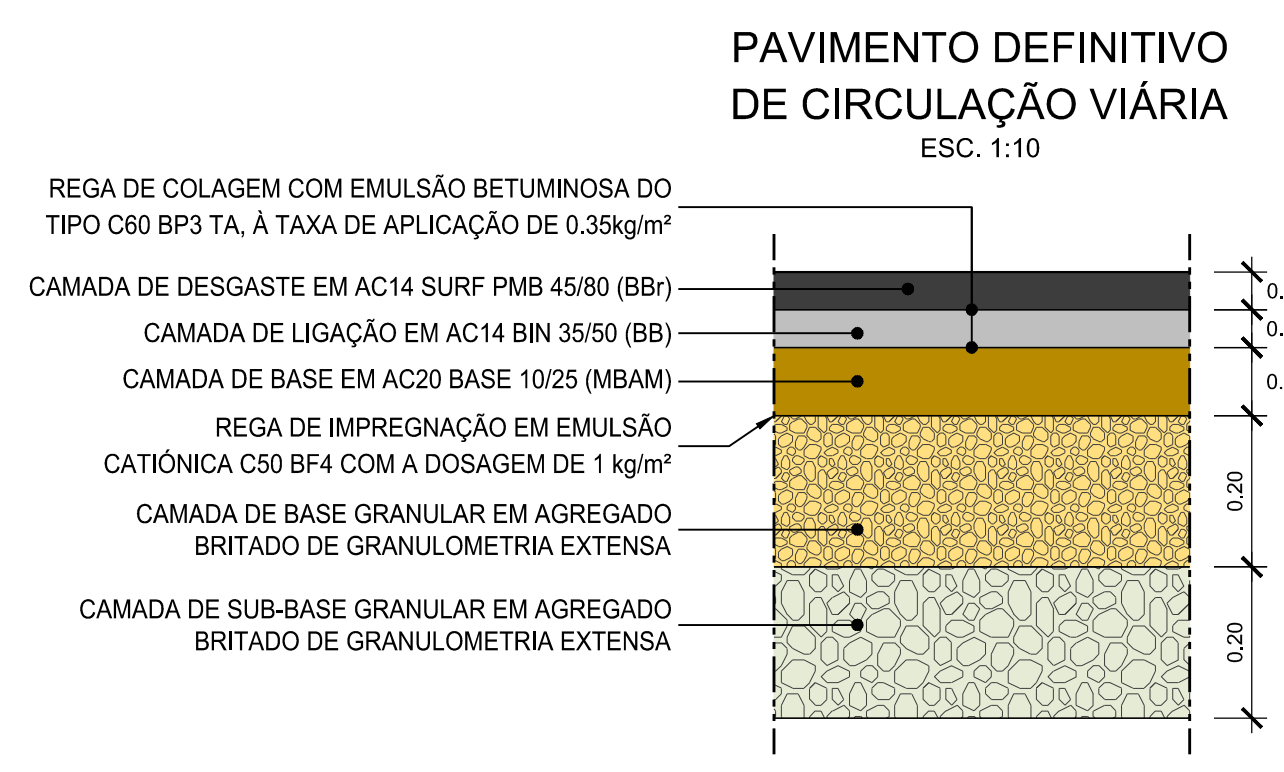 PAVIMENTO DEFINITIVO
DE CIRCULAÇÃO VIÁRIA
ESC. 1:10
REGA DE COLAGEM COM EMULSÃO BETUMINOSA DO
TIPO C60 BP3 TA, À TAXA DE APLICAÇÃO DE 0.35kg/m²
CAMADA DE DESGASTE EM AC14 SURF PMB 45/80 (BBr)
CAMADA DE LIGAÇÃO EM AC14 BIN 35/50 (BB)
CAMADA DE BASE EM AC20 BASE 10/25 (MBAM)
REGA DE IMPREGNAÇÃO EM EMULSÃO
CATIÓNICA C50 BF4 COM A DOSAGEM DE 1 kg/m²
CAMADA DE BASE GRANULAR EM AGREGADO
BRITADO DE GRANULOMETRIA EXTENSA
CAMADA DE SUB-BASE GRANULAR EM AGREGADO
BRITADO DE GRANULOMETRIA EXTENSA
0.
0.
0.
0.20
0.20